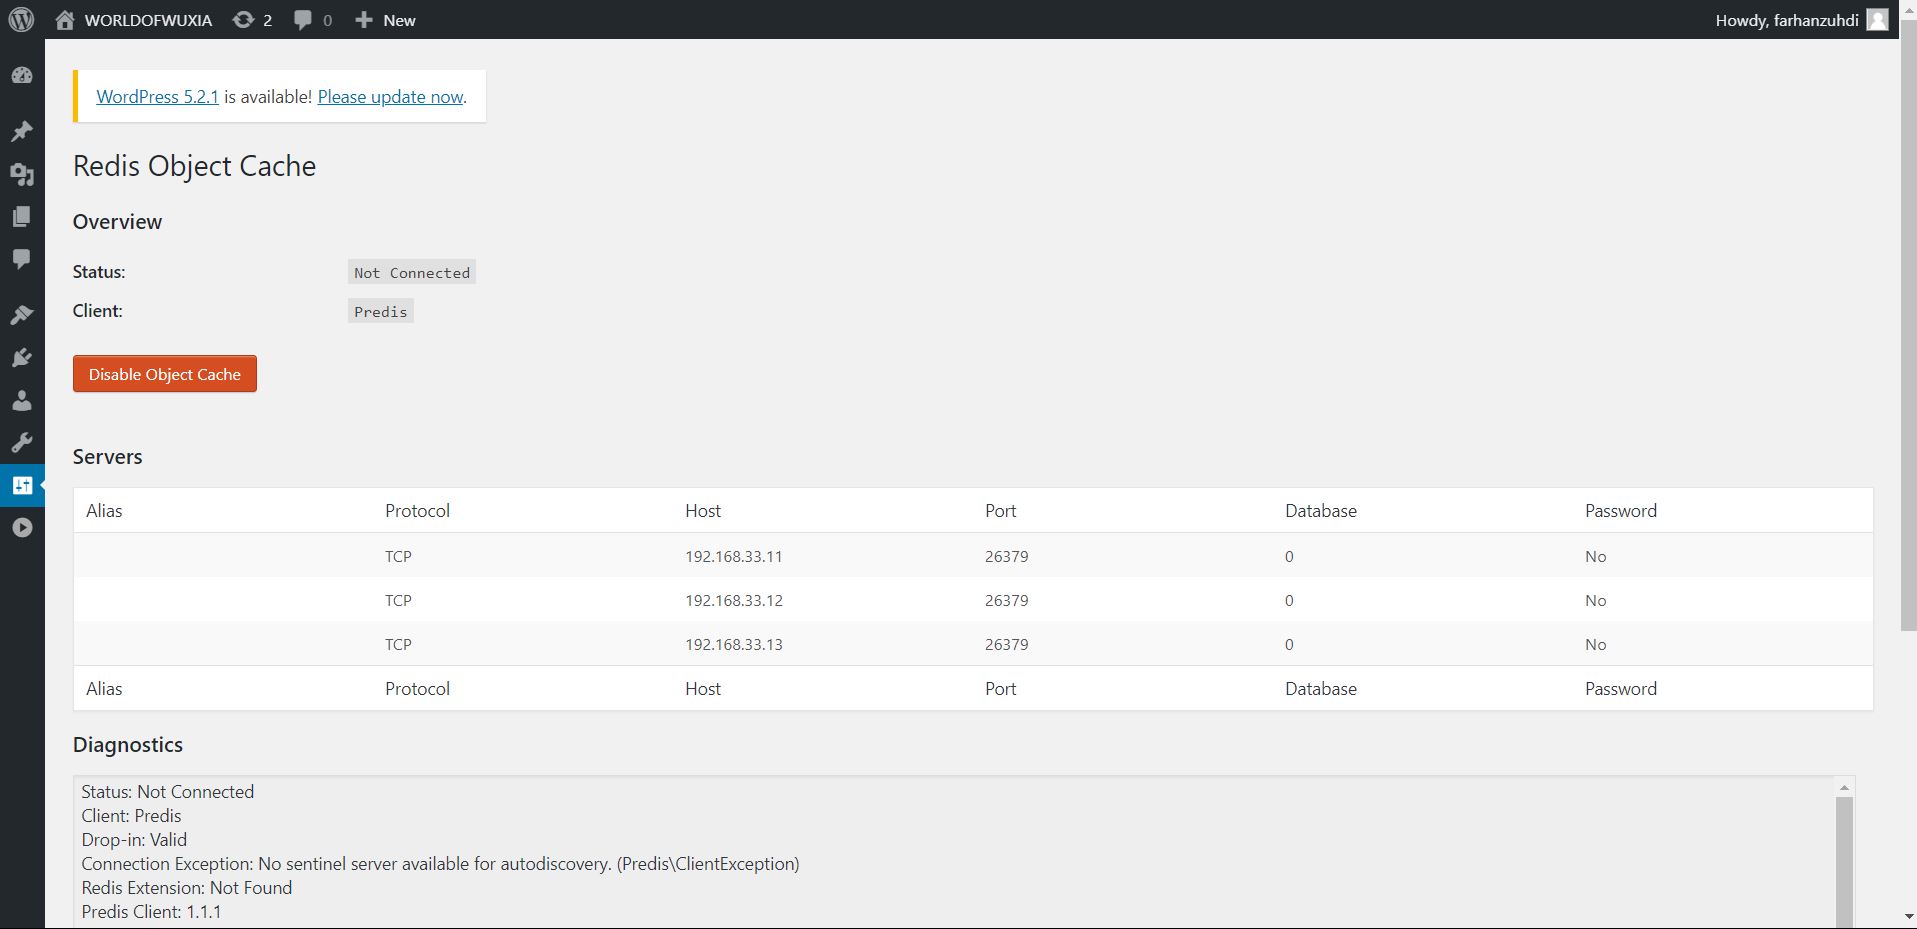 WORLDOFWUXIA 2 0 New Howdy, farhanzuhdi
WordPress 5.2.1 is available! Please update now.
Redis Object Cache
Overview
Status: Not Connected
Client: Predis
Disable Object Cache
Servers
Alias Protocol Host Port Database Password
TCP 192.168.33.11 26379 0 No
TCP 192.168.33.12 26379 0 No
TCP 192.168.33.13 26379 0 No
Alias Protocol Host Port Database Password
Diagnostics
Status: Not Connected
Client: Predis
Drop-in: Valid
Connection Exception: No sentinel server available for autodiscovery. (Predis\ClientException)
Redis Extension: Not Found
Predis Client: 1.1.1